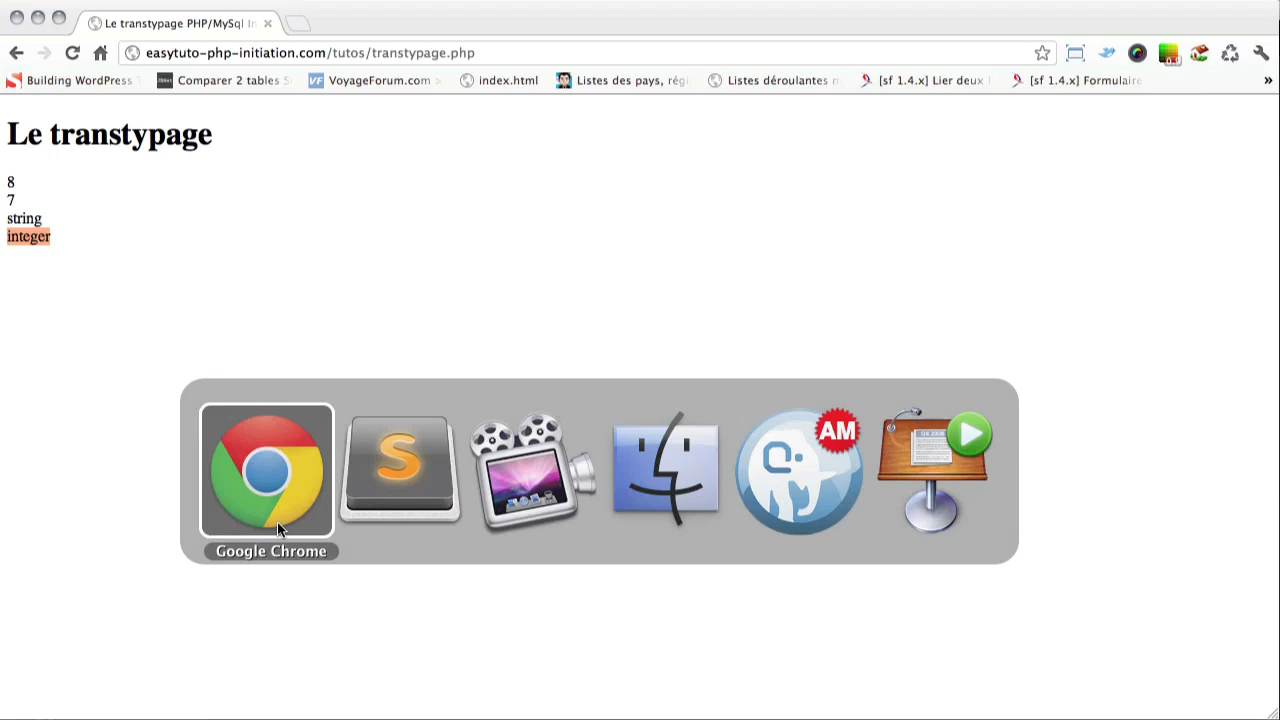 Le transtypage PHP/MySql In
easytuto-php-initiation.com/tutos/transtypage.php
Building WordPress
Comparer 2 tables
VoyageForum.com
index.html
Listes des pays, rég
Listes déroulantes
[sf 1.4.x] Lier deux
[sf 1.4.x] Formulaire
»
Le transtypage
8
7
string
integer
S
AM
Google Chrome